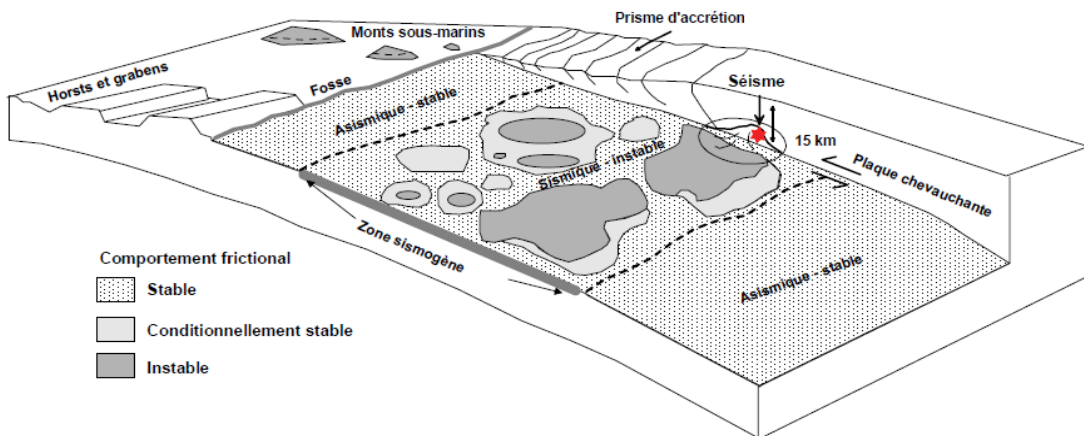 Prisme d'accrétion
Monts sous-marins
Horsts et grabens
Fosse
Séisme
Asismique - stable
15 km
Sismique - instable
Plaque chevauchante
Zone sismogène
Asismique - stable
Comportement frictional
Stable
Conditionnellement stable
Instable